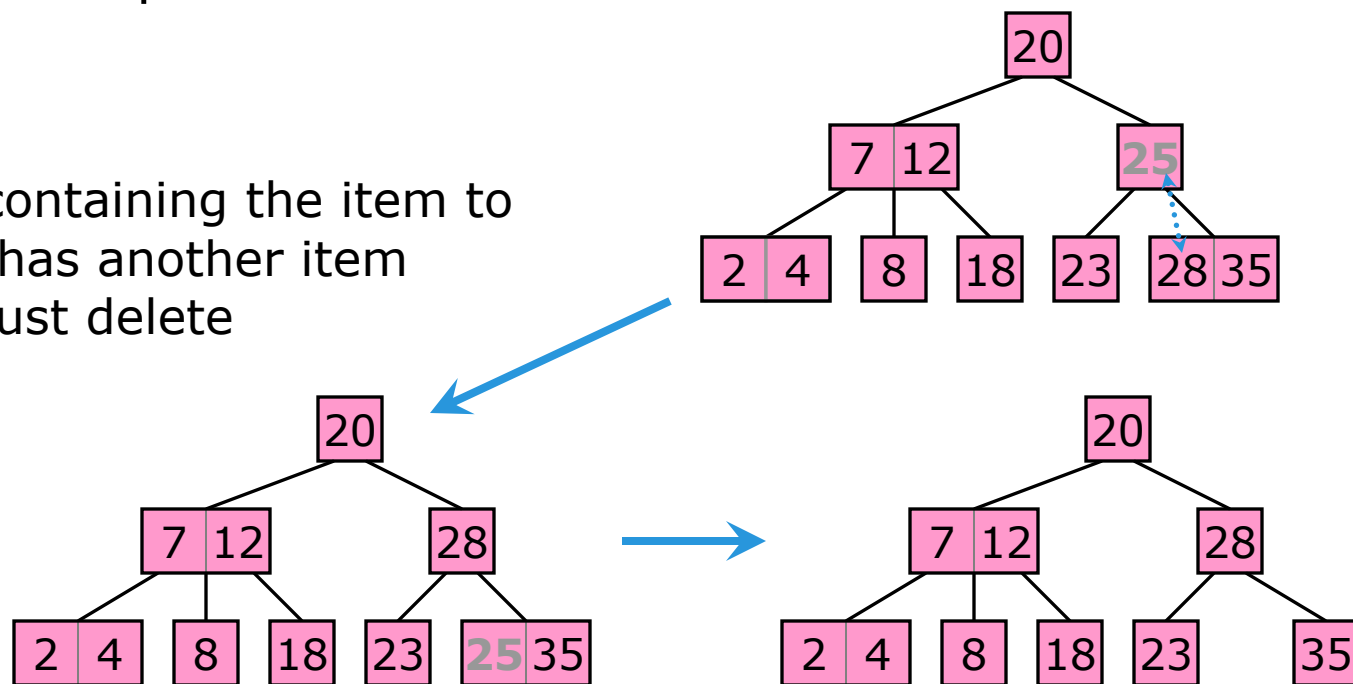 20
7 12 25
containing the item to
has another item
2 4 8 18 23 28 35
ust delete
20 20
7 12 28 7 12 28
2 4 8 18 23 25 35 2 4 8 18 23 35